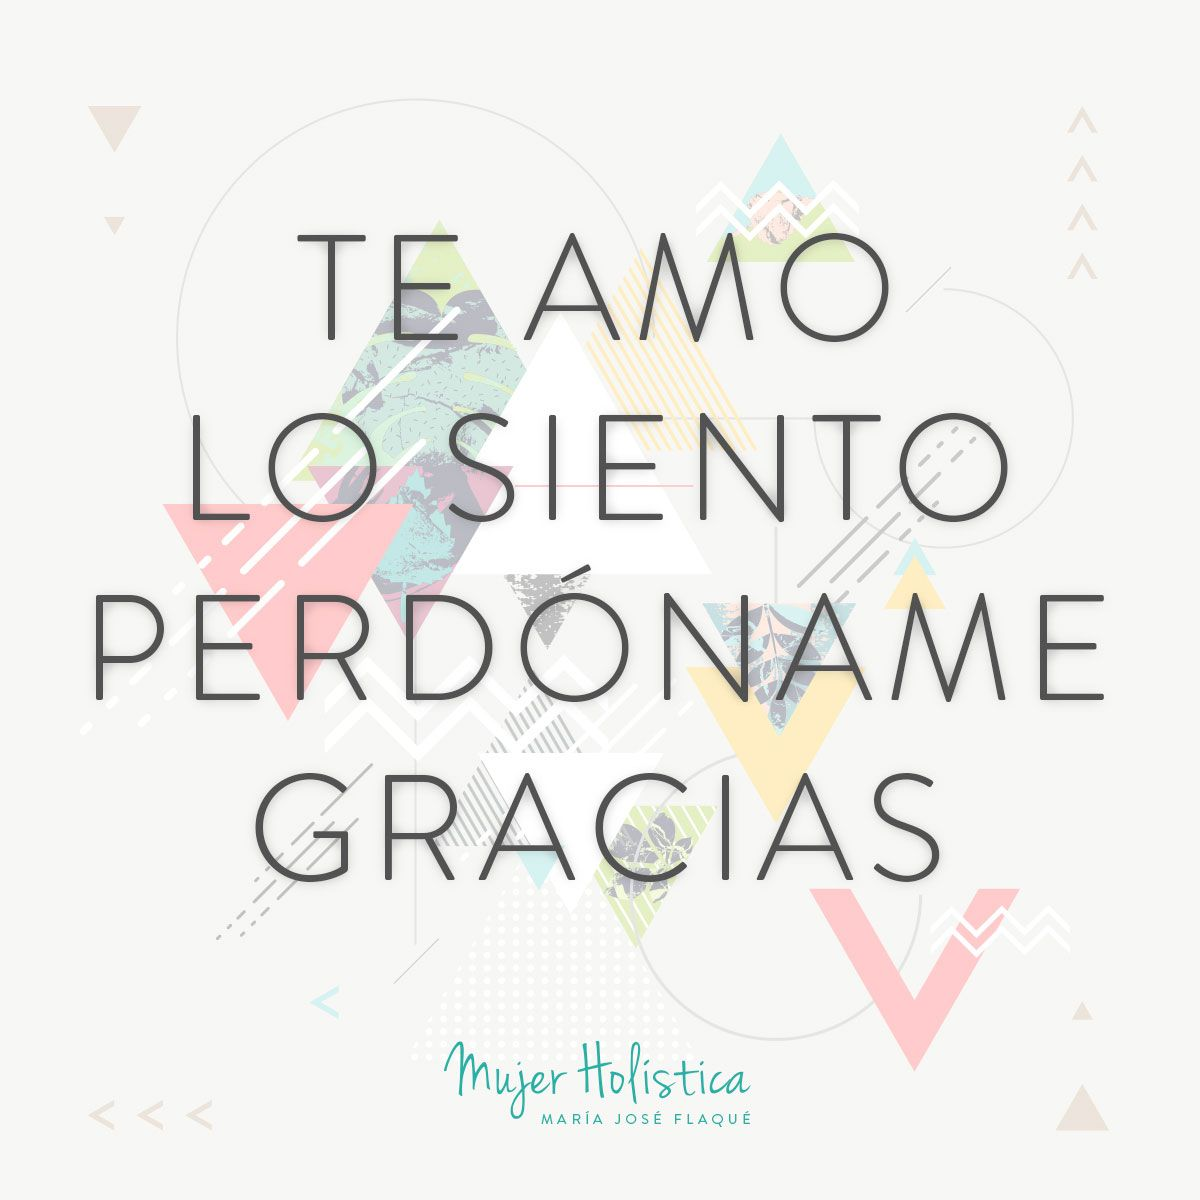 TE AMO
LO SIENTO
PERDÓNAME
GRACIAS
Mujer Holística
MARÍA JOSÉ FLAQUÉ